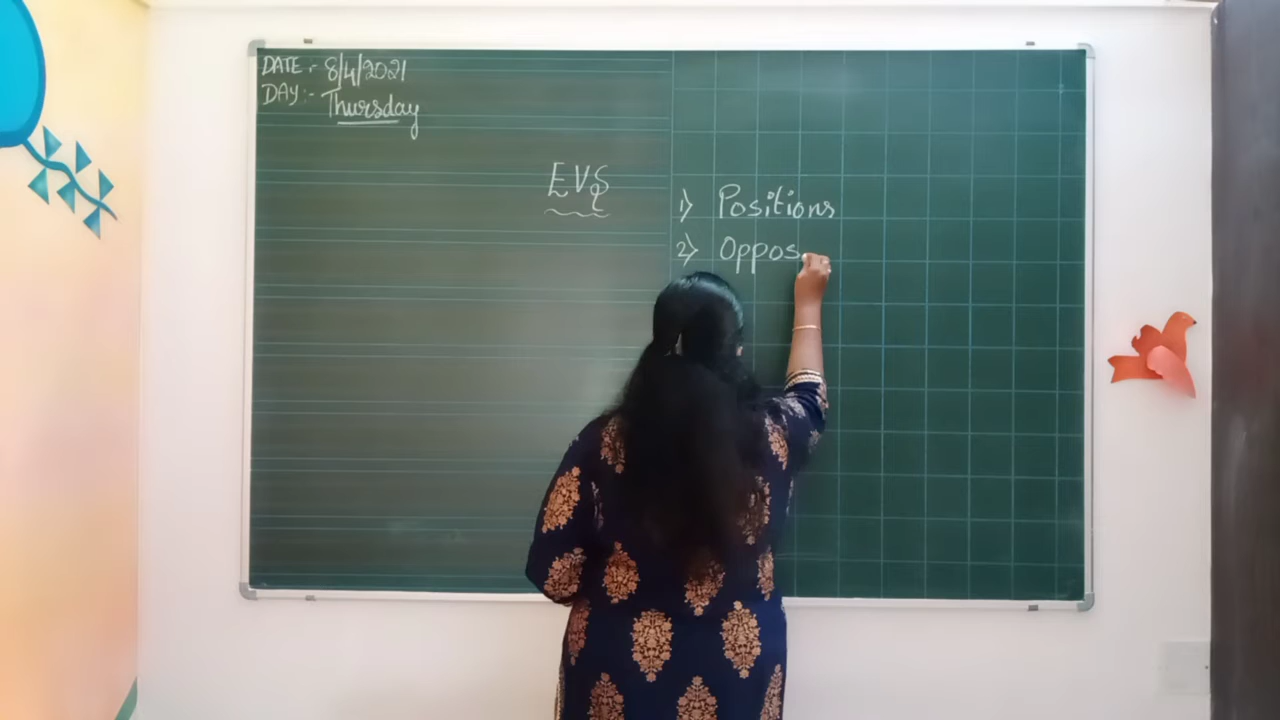 DATE :- 8/4/2021
DAY :- Thursday
EVS
1) Positions
2) Oppos